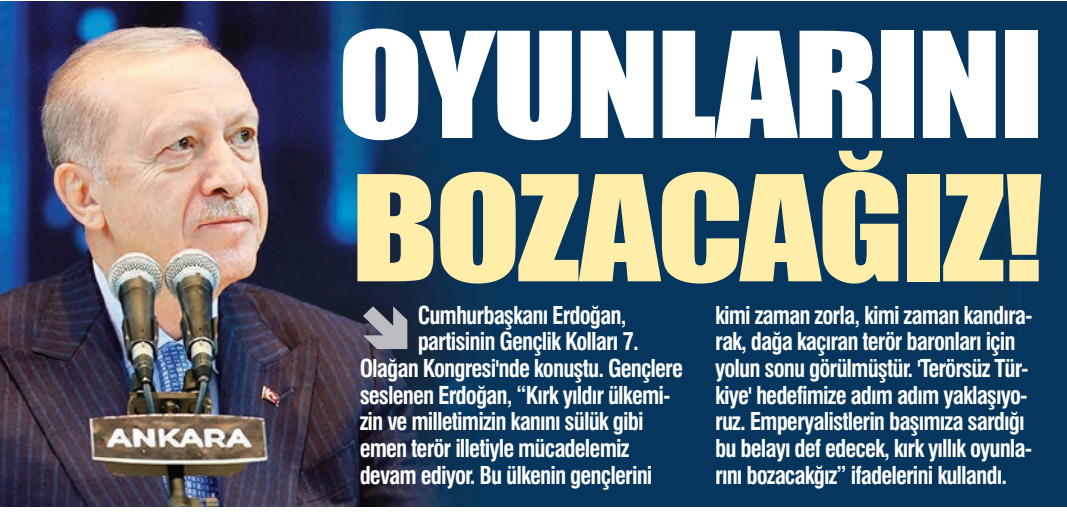 OYUNLARINI
BOZACAĞIZ!
Cumhurbaşkanı Erdoğan,
partisinin Gençlik Kolları 7.
Olağan Kongresi'nde konuştu. Gençlere
seslenen Erdoğan, “Kırk yıldır ülkemi-
zin ve milletimizin kanını sülük gibi
emen terör illetiyle mücadelemiz
devam ediyor. Bu ülkenin gençlerini
kimi zaman zorla, kimi zaman kandıra-
rak, dağa kaçıran terör baronları için
yolun sonu görülmüştür. 'Terörsüz Tür-
kiye' hedefimize adım adım yaklaşıyo-
ruz. Emperyalistlerin başımıza sardığı
bu belayı def edecek, kırk yıllık oyunla-
rını bozacakğız” ifadelerini kullandı.
ANKARA